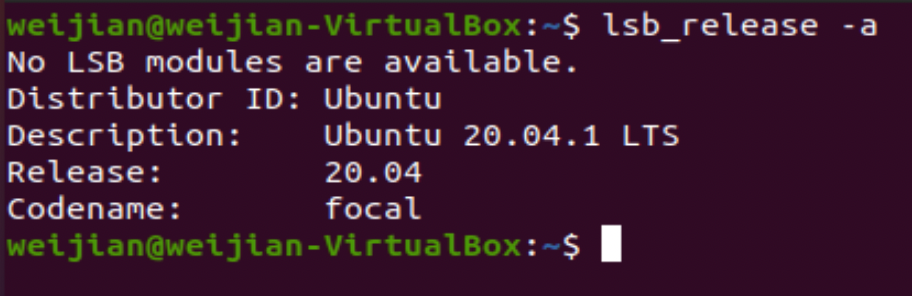 weijian@weijian-VirtualBox:~$ lsb_release -a
No LSB modules are available.
Distributor ID: Ubuntu
Description:    Ubuntu 20.04.1 LTS
Release:        20.04
Codename:       focal
weijian@weijian-VirtualBox:~$